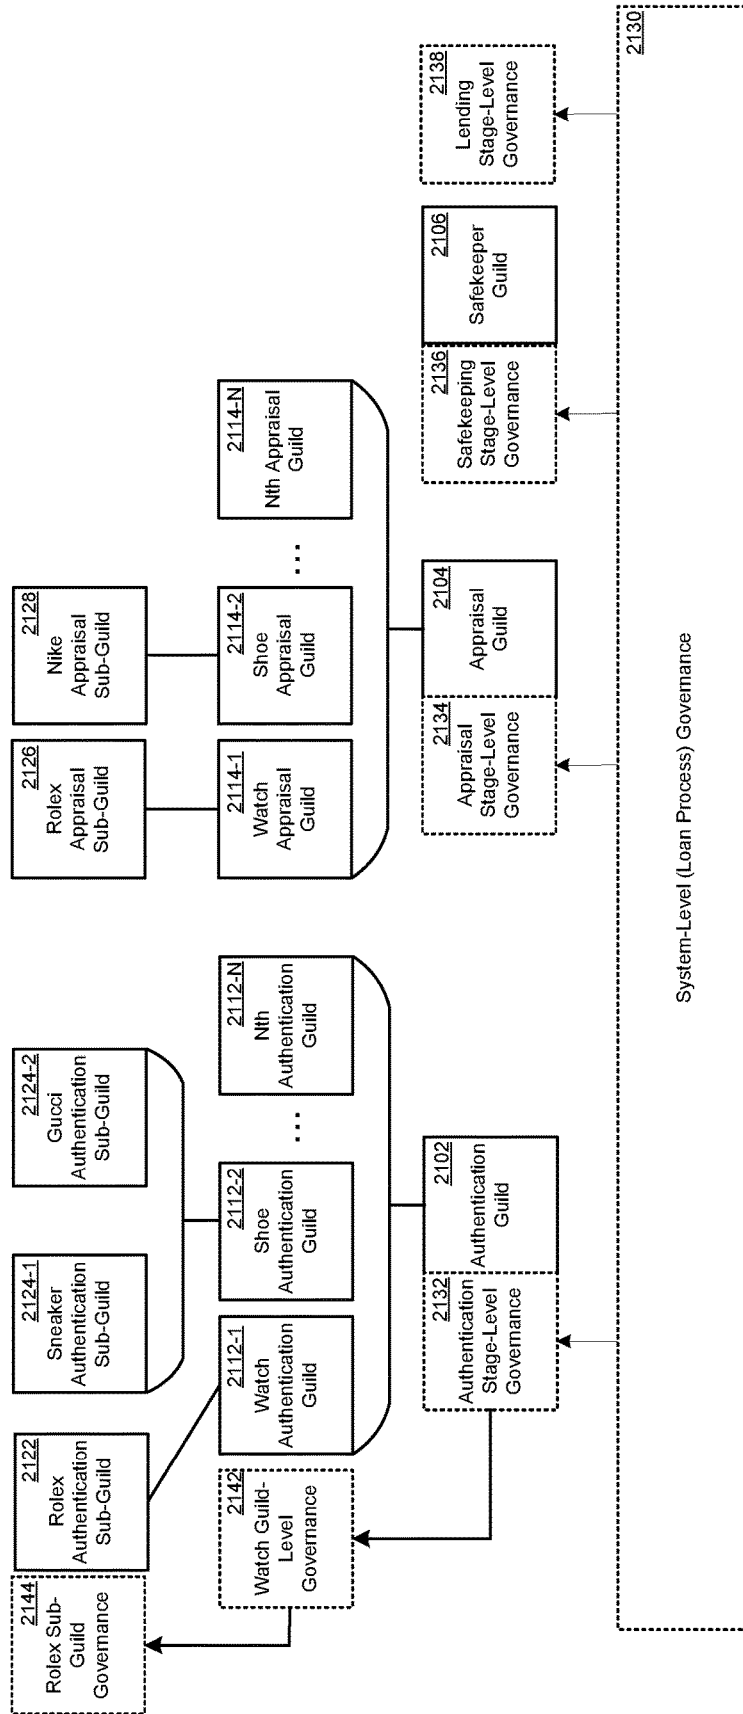 2144
Rolex Sub-
Guild
Governance
2122
Rolex
Authentication
Sub-Guild
2124-1
Sneaker
Authentication
Sub-Guild
2124-2
Gucci
Authentication
Sub-Guild
2126
Rolex
Appraisal
Sub-Guild
2128
Nike
Appraisal
Sub-Guild
2142
Watch Guild-
Level
Governance
2112-1
Watch
Authentication
Guild
2112-2
Shoe
Authentication
Guild
...
2112-N
Nth
Authentication
Guild
2114-1
Watch
Appraisal
Guild
2114-2
Shoe
Appraisal
Guild
...
2114-N
Nth Appraisal
Guild
2132
Authentication
Stage-Level
Governance
2102
Authentication
Guild
2134
Appraisal
Stage-Level
Governance
2104
Appraisal
Guild
2136
Safekeeping
Stage-Level
Governance
2106
Safekeeper
Guild
2138
Lending
Stage-Level
Governance
2130
System-Level (Loan Process) Governance